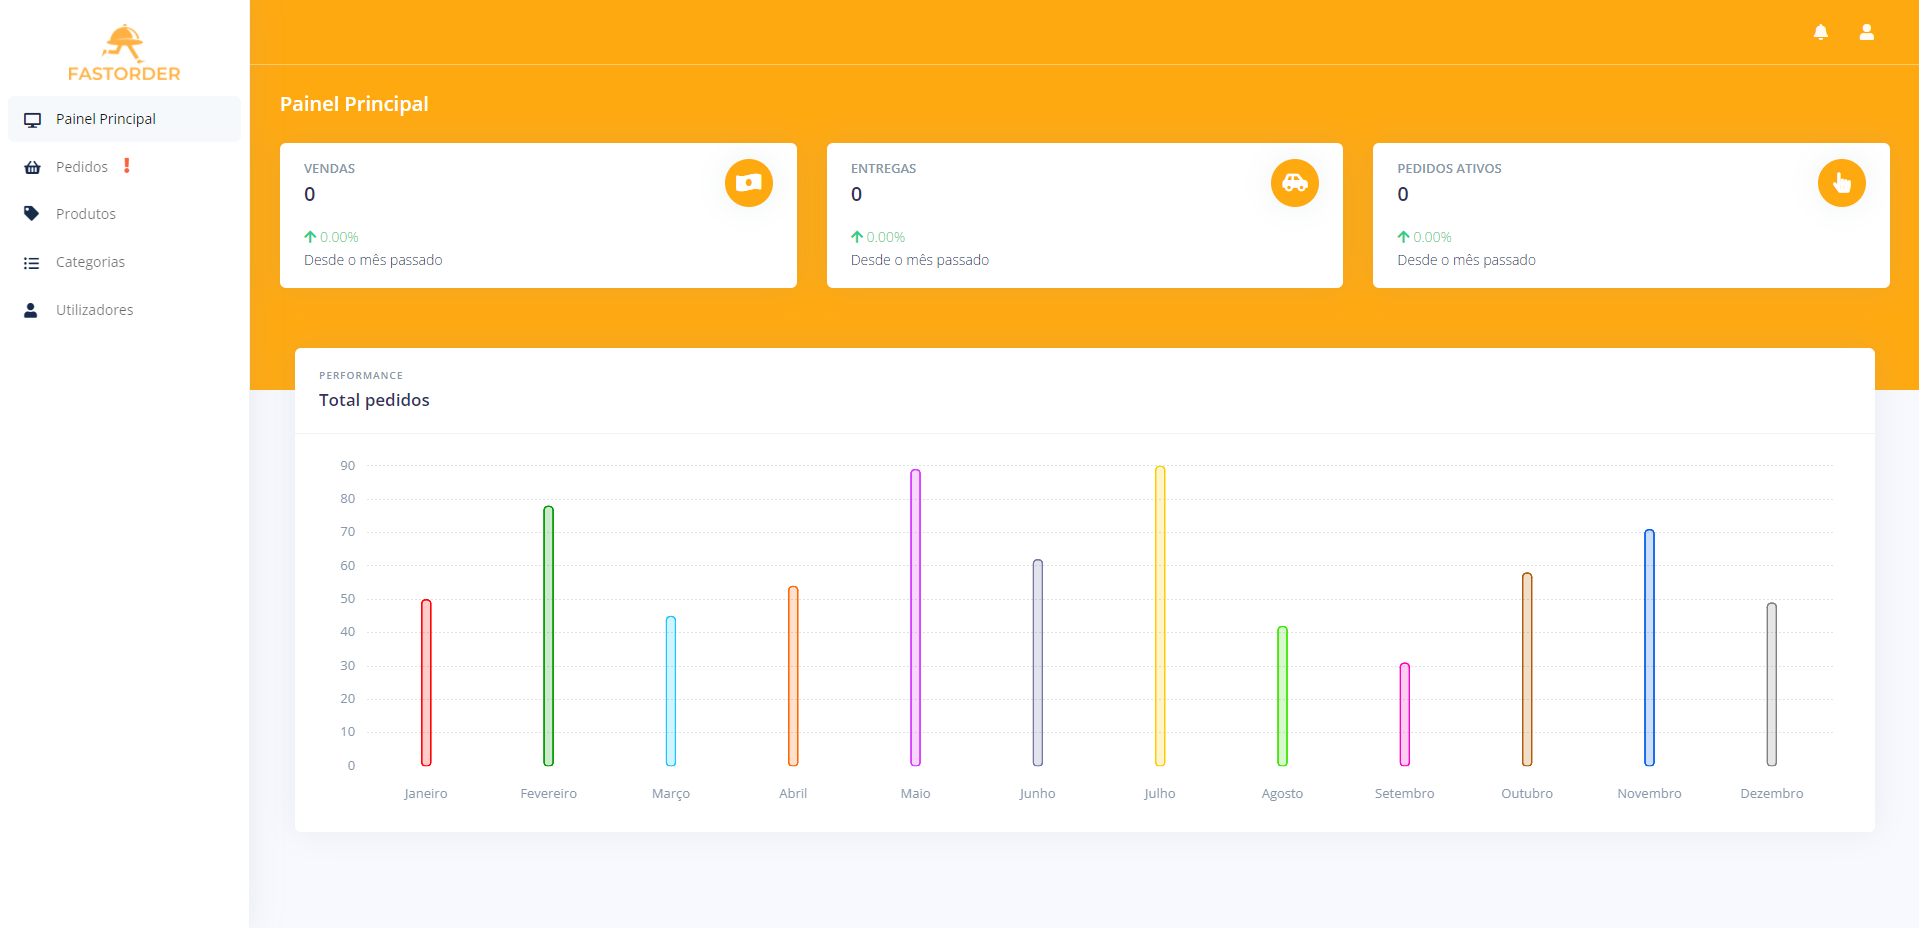 FASTORDER
Painel Principal
Pedidos
Produtos
Categorias
Utilizadores
Painel Principal
VENDAS
0
0.00%
Desde o mês passado
ENTREGAS
0
0.00%
Desde o mês passado
PEDIDOS ATIVOS
0
0.00%
Desde o mês passado
PERFORMANCE
Total pedidos
90
80
70
60
50
40
30
20
10
0
Janeiro Fevereiro Março Abril Maio Junho Julho Agosto Setembro Outubro Novembro Dezembro